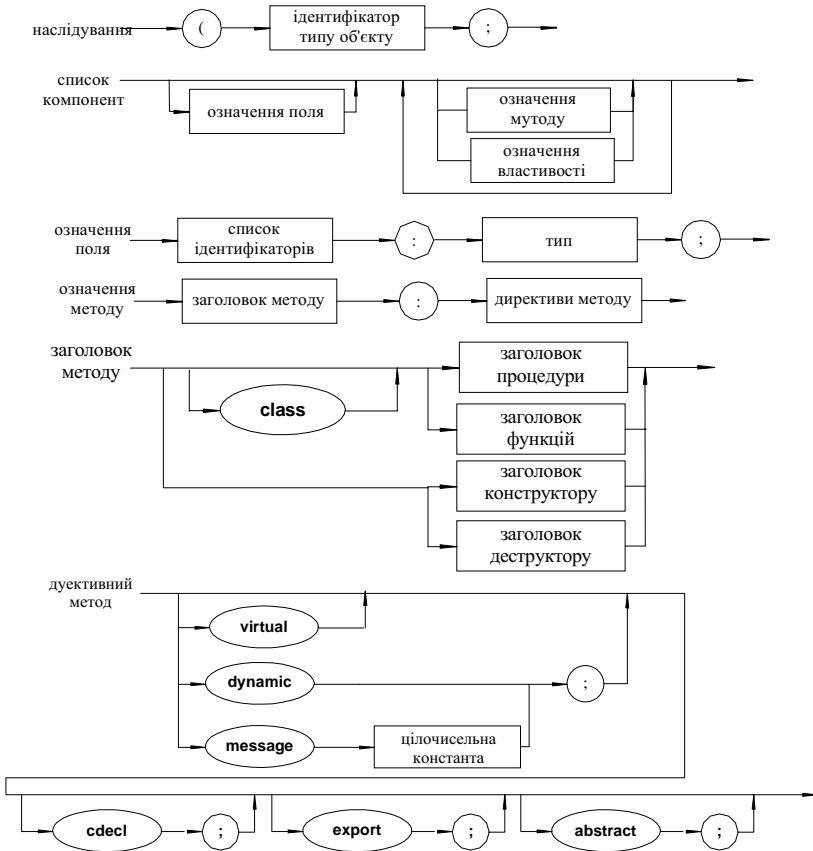 наслідування
(
ідентифікатор
типу об'єкту
;
список
компонент
означення поля
означення
мутоду
означення
властивості
означення
поля
список
ідентифікаторів
:
тип
;
означення
методу
заголовок методу
:
директиви методу
заголовок
методу
class
заголовок
процедури
заголовок
функцій
заголовок
конструктору
заголовок
деструктору
дуективний
метод
virtual
dynamic
;
message
цілочисельна
константа
cdecl
;
export
;
abstract
;